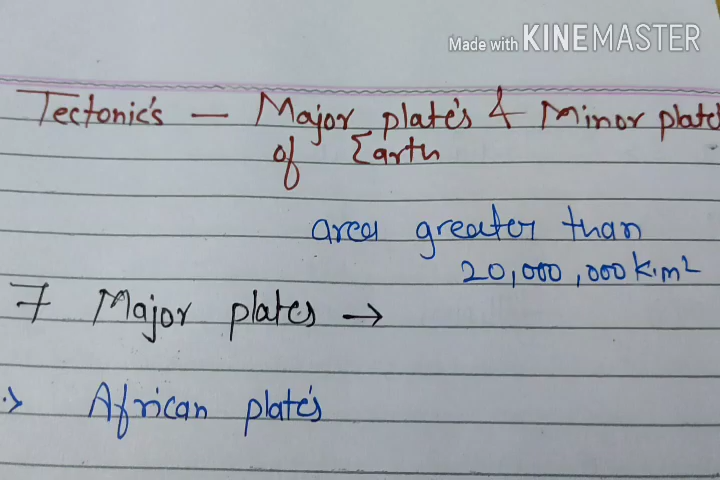 Made with KINEMASTER
Tectonic's — Major plate's & Minor plate
of Earth
area greater than
20,000,000 k.m²
7 Major plates →
African plate's